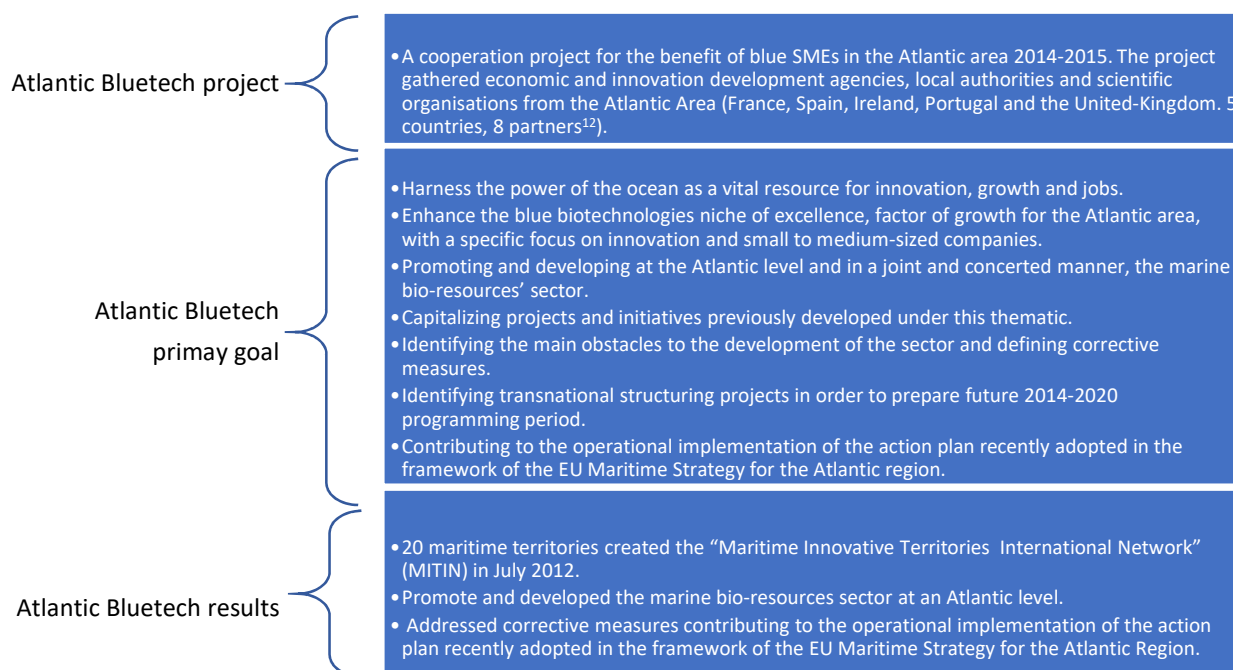 Atlantic Bluetech project
•A cooperation project for the benefit of blue SMEs in the Atlantic area 2014-2015. The project
gathered economic and innovation development agencies, local authorities and scientific
organisations from the Atlantic Area (France, Spain, Ireland, Portugal and the United-Kingdom. 5
countries, 8 partners¹²).
Atlantic Bluetech
primay goal
•Harness the power of the ocean as a vital resource for innovation, growth and jobs.
•Enhance the blue biotechnologies niche of excellence, factor of growth for the Atlantic area,
with a specific focus on innovation and small to medium-sized companies.
•Promoting and developing at the Atlantic level and in a joint and concerted manner, the marine
bio-resources’ sector.
•Capitalizing projects and initiatives previously developed under this thematic.
•Identifying the main obstacles to the development of the sector and defining corrective
measures.
•Identifying transnational structuring projects in order to prepare future 2014-2020
programming period.
•Contributing to the operational implementation of the action plan recently adopted in the
framework of the EU Maritime Strategy for the Atlantic region.
Atlantic Bluetech results
•20 maritime territories created the “Maritime Innovative Territories International Network”
(MITIN) in July 2012.
•Promote and developed the marine bio-resources sector at an Atlantic level.
• Addressed corrective measures contributing to the operational implementation of the action
plan recently adopted in the framework of the EU Maritime Strategy for the Atlantic Region.